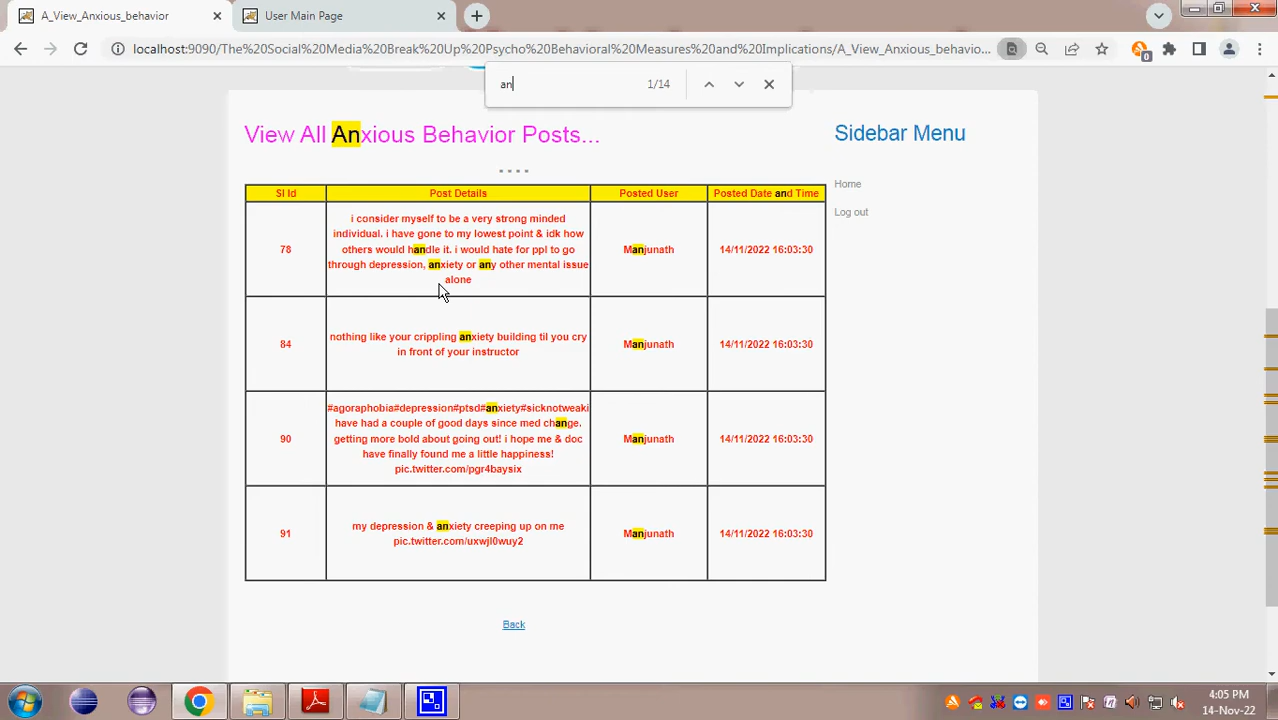 A_View_Anxious_behavior
User Main Page
localhost:9090/The%20Social%20Media%20Break%20Up%20Psycho%20Behavioral%20Measures%20and%20Implications/A_View_Anxious_behavio...
0
an
1/14
View All Anxious Behavior Posts...
Sidebar Menu
Home
Log out
SI Id
Post Details
Posted User
Posted Date and Time
78
i consider myself to be a very strong minded
individual. i have gone to my lowest point & idk how
others would handle it. i would hate for ppl to go
through depression, anxiety or any other mental issue
alone
Manjunath
14/11/2022 16:03:30
84
nothing like your crippling anxiety building til you cry
in front of your instructor
Manjunath
14/11/2022 16:03:30
90
#agoraphobia#depression#ptsd#anxiety#sicknotweaki
have had a couple of good days since med change.
getting more bold about going out! i hope me & doc
have finally found me a little happiness!
pic.twitter.com/pgr4baysix
Manjunath
14/11/2022 16:03:30
91
my depression & anxiety creeping up on me
pic.twitter.com/uxwjl0wuy2
Manjunath
14/11/2022 16:03:30
Back
4:05 PM
14-Nov-22